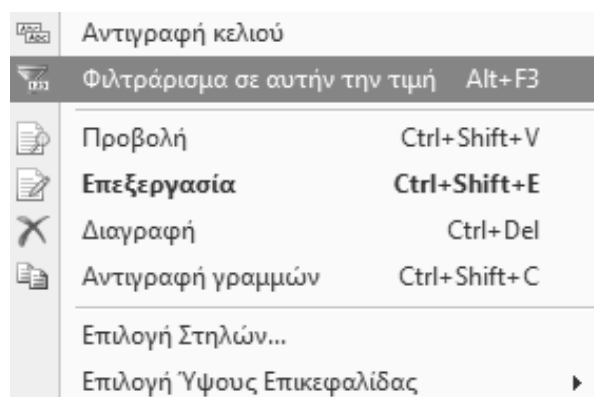 Αντιγραφή κελιού
Φιλτράρισμα σε αυτήν την τιμή Alt+F3
Προβολή Ctrl+Shift+V
Επεξεργασία Ctrl+Shift+E
Διαγραφή Ctrl+Del
Αντιγραφή γραμμών Ctrl+Shift+C
Επιλογή Στηλών...
Επιλογή Ύψους Επικεφαλίδας